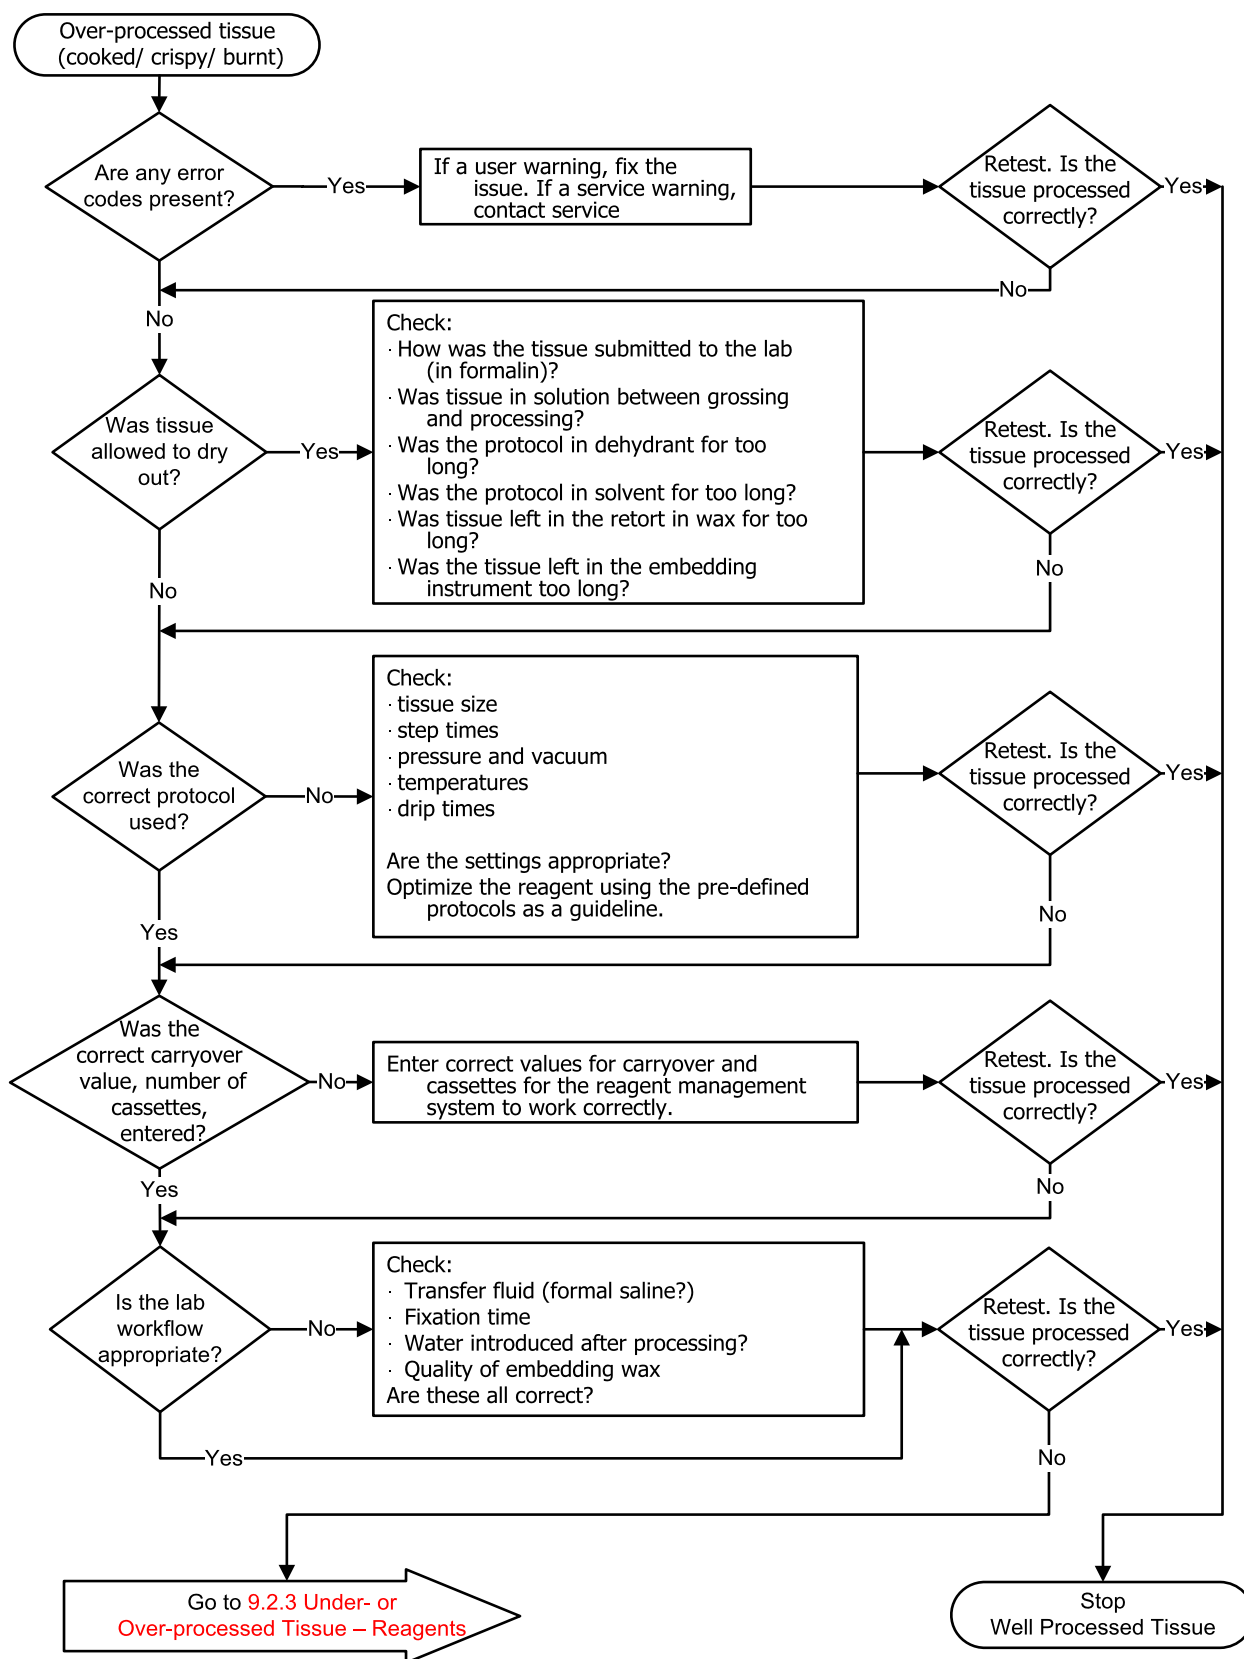 Over-processed tissue
(cooked/ crispy/ burnt)
Are any error
codes present?
Yes
If a user warning, fix the
issue. If a service warning,
contact service
Retest. Is the
tissue processed
correctly?
Yes
No
No
Was tissue
allowed to dry
out?
Yes
Check:
· How was the tissue submitted to the lab
(in formalin)?
· Was tissue in solution between grossing
and processing?
· Was the protocol in dehydrant for too
long?
· Was the protocol in solvent for too long?
· Was tissue left in the retort in wax for too
long?
· Was the tissue left in the embedding
instrument too long?
Retest. Is the
tissue processed
correctly?
Yes
No
No
Was the
correct protocol
used?
No
Check:
· tissue size
· step times
· pressure and vacuum
· temperatures
· drip times
Are the settings appropriate?
Optimize the reagent using the pre-defined
protocols as a guideline.
Retest. Is the
tissue processed
correctly?
Yes
No
Yes
Was the
correct carryover
value, number of
cassettes,
entered?
No
Enter correct values for carryover and
cassettes for the reagent management
system to work correctly.
Retest. Is the
tissue processed
correctly?
Yes
No
Yes
Is the lab
workflow
appropriate?
No
Check:
· Transfer fluid (formal saline?)
· Fixation time
· Water introduced after processing?
· Quality of embedding wax
Are these all correct?
Retest. Is the
tissue processed
correctly?
Yes
Yes
No
Go to 9.2.3 Under- or
Over-processed Tissue – Reagents
Stop
Well Processed Tissue